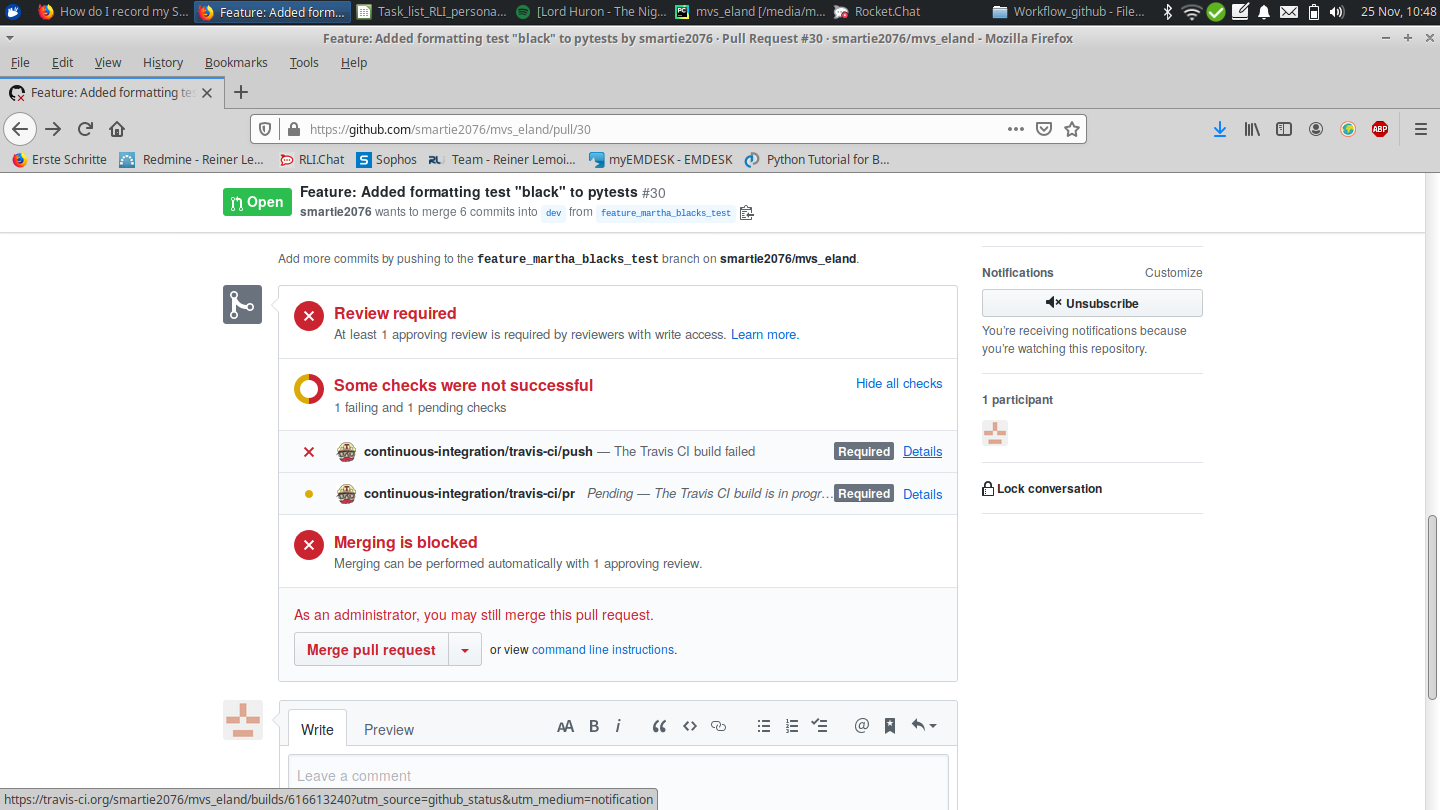 How do I record my S...
Feature: Added form...
Task_list_RLI_persona...
[Lord Huron - The Nig...
mvs_eland [/media/m...
Rocket.Chat
Workflow_github - File...
25 Nov, 10:48
Feature: Added formatting test "black" to pytests by smartie2076 · Pull Request #30 · smartie2076/mvs_eland - Mozilla Firefox
File Edit View History Bookmarks Tools Help
Feature: Added formatting te
https://github.com/smartie2076/mvs_eland/pull/30
ABP
Erste Schritte
Redmine - Reiner Le...
RLI.Chat
S Sophos
Team - Reiner Lemoi...
myEMDESK - EMDESK
Python Tutorial for B...
Open
Feature: Added formatting test "black" to pytests #30
smartie2076 wants to merge 6 commits into dev from feature_martha_blacks_test
Add more commits by pushing to the feature_martha_blacks_test branch on smartie2076/mvs_eland.
Review required
At least 1 approving review is required by reviewers with write access. Learn more.
Some checks were not successful
Hide all checks
1 failing and 1 pending checks
continuous-integration/travis-ci/push — The Travis CI build failed Required Details
continuous-integration/travis-ci/pr Pending — The Travis CI build is in progr... Required Details
Merging is blocked
Merging can be performed automatically with 1 approving review.
As an administrator, you may still merge this pull request.
Merge pull request
or view command line instructions.
Notifications Customize
Unsubscribe
You're receiving notifications because
you're watching this repository.
1 participant
Lock conversation
Write Preview
AA B i
@
Leave a comment
https://travis-ci.org/smartie2076/mvs_eland/builds/616613240?utm_source=github_status&utm_medium=notification